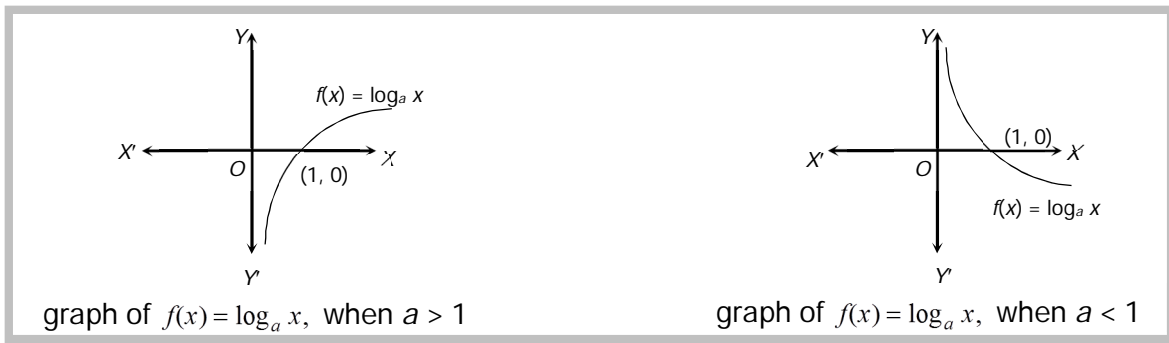 Y
f(x) = logₐ x
X′
O
X
(1, 0)
Y′
graph of f(x) = logₐ x, when a > 1
Y
(1, 0)
X′
O
X
f(x) = logₐ x
Y′
graph of f(x) = logₐ x, when a < 1